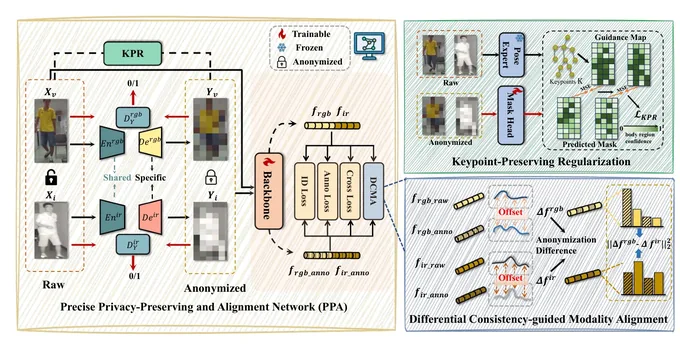 KPR
Trainable
Frozen
Anonymized
X_v
0/1
Y_v
D_Y^rgb
En^rgb
De^rgb
Shared
Specific
X_i
En^ir
De^ir
Y_i
0/1
Raw
Anonymized
Backbone
f_rgb f_ir
ID Loss
Anno Loss
Cross Loss
DCMA
f_rgb_anno f_ir_anno
Precise Privacy-Preserving and Alignment Network (PPA)
Raw
Pose Expert
Keypoints K
Guidance Map
MSE
MSE
ℒ_KPR
Anonymized
Mask Head
Predicted Mask
1
0
body region
confidence
Keypoint-Preserving Regularization
f_rgb_raw
Offset
f_rgb_anno
Δf^rgb
Anonymization
Difference
||Δf^rgb - Δf^ir||_2^2
f_ir_raw
Offset
Δf^ir
f_ir_anno
Differential Consistency-guided Modality Alignment